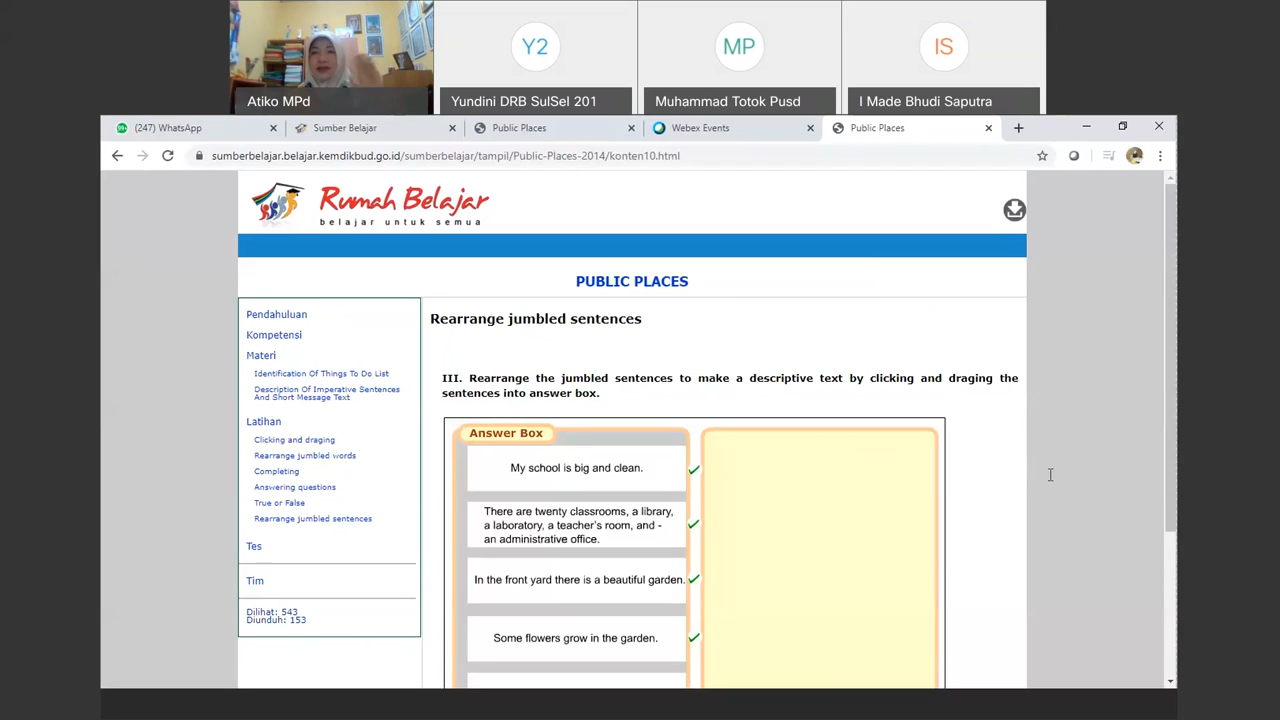 Y2
MP
IS
Atiko MPd
Yundini DRB SulSel 201
Muhammad Totok Pusd
I Made Bhudi Saputra
99+
(247) WhatsApp
Sumber Belajar
Public Places
Webex Events
Public Places
sumberbelajar.belajar.kemdikbud.go.id/sumberbelajar/tampil/Public-Places-2014/konten10.html
Rumah Belajar
belajar untuk semua
PUBLIC PLACES
Pendahuluan
Kompetensi
Materi
Identification Of Things To Do List
Description Of Imperative Sentences
And Short Message Text
Latihan
Clicking and draging
Rearrange jumbled words
Completing
Answering questions
True or False
Rearrange jumbled sentences
Tes
Tim
Dilihat: 543
Diunduh: 153
Rearrange jumbled sentences
III. Rearrange the jumbled sentences to make a descriptive text by clicking and draging the
sentences into answer box.
Answer Box
My school is big and clean.
There are twenty classrooms, a library,
a laboratory, a teacher's room, and -
an administrative office.
In the front yard there is a beautiful garden.
Some flowers grow in the garden.